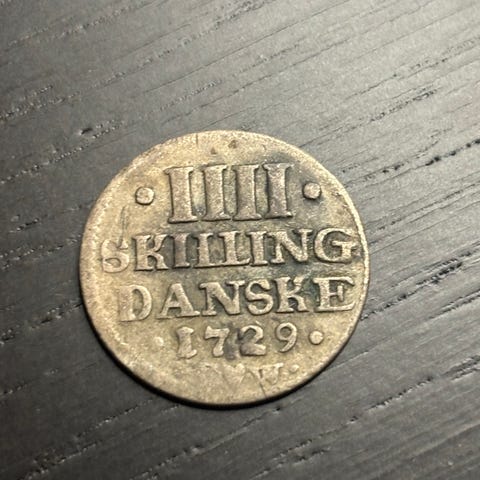 · IIII ·
SKILLING
DANSKE
· 1729 ·